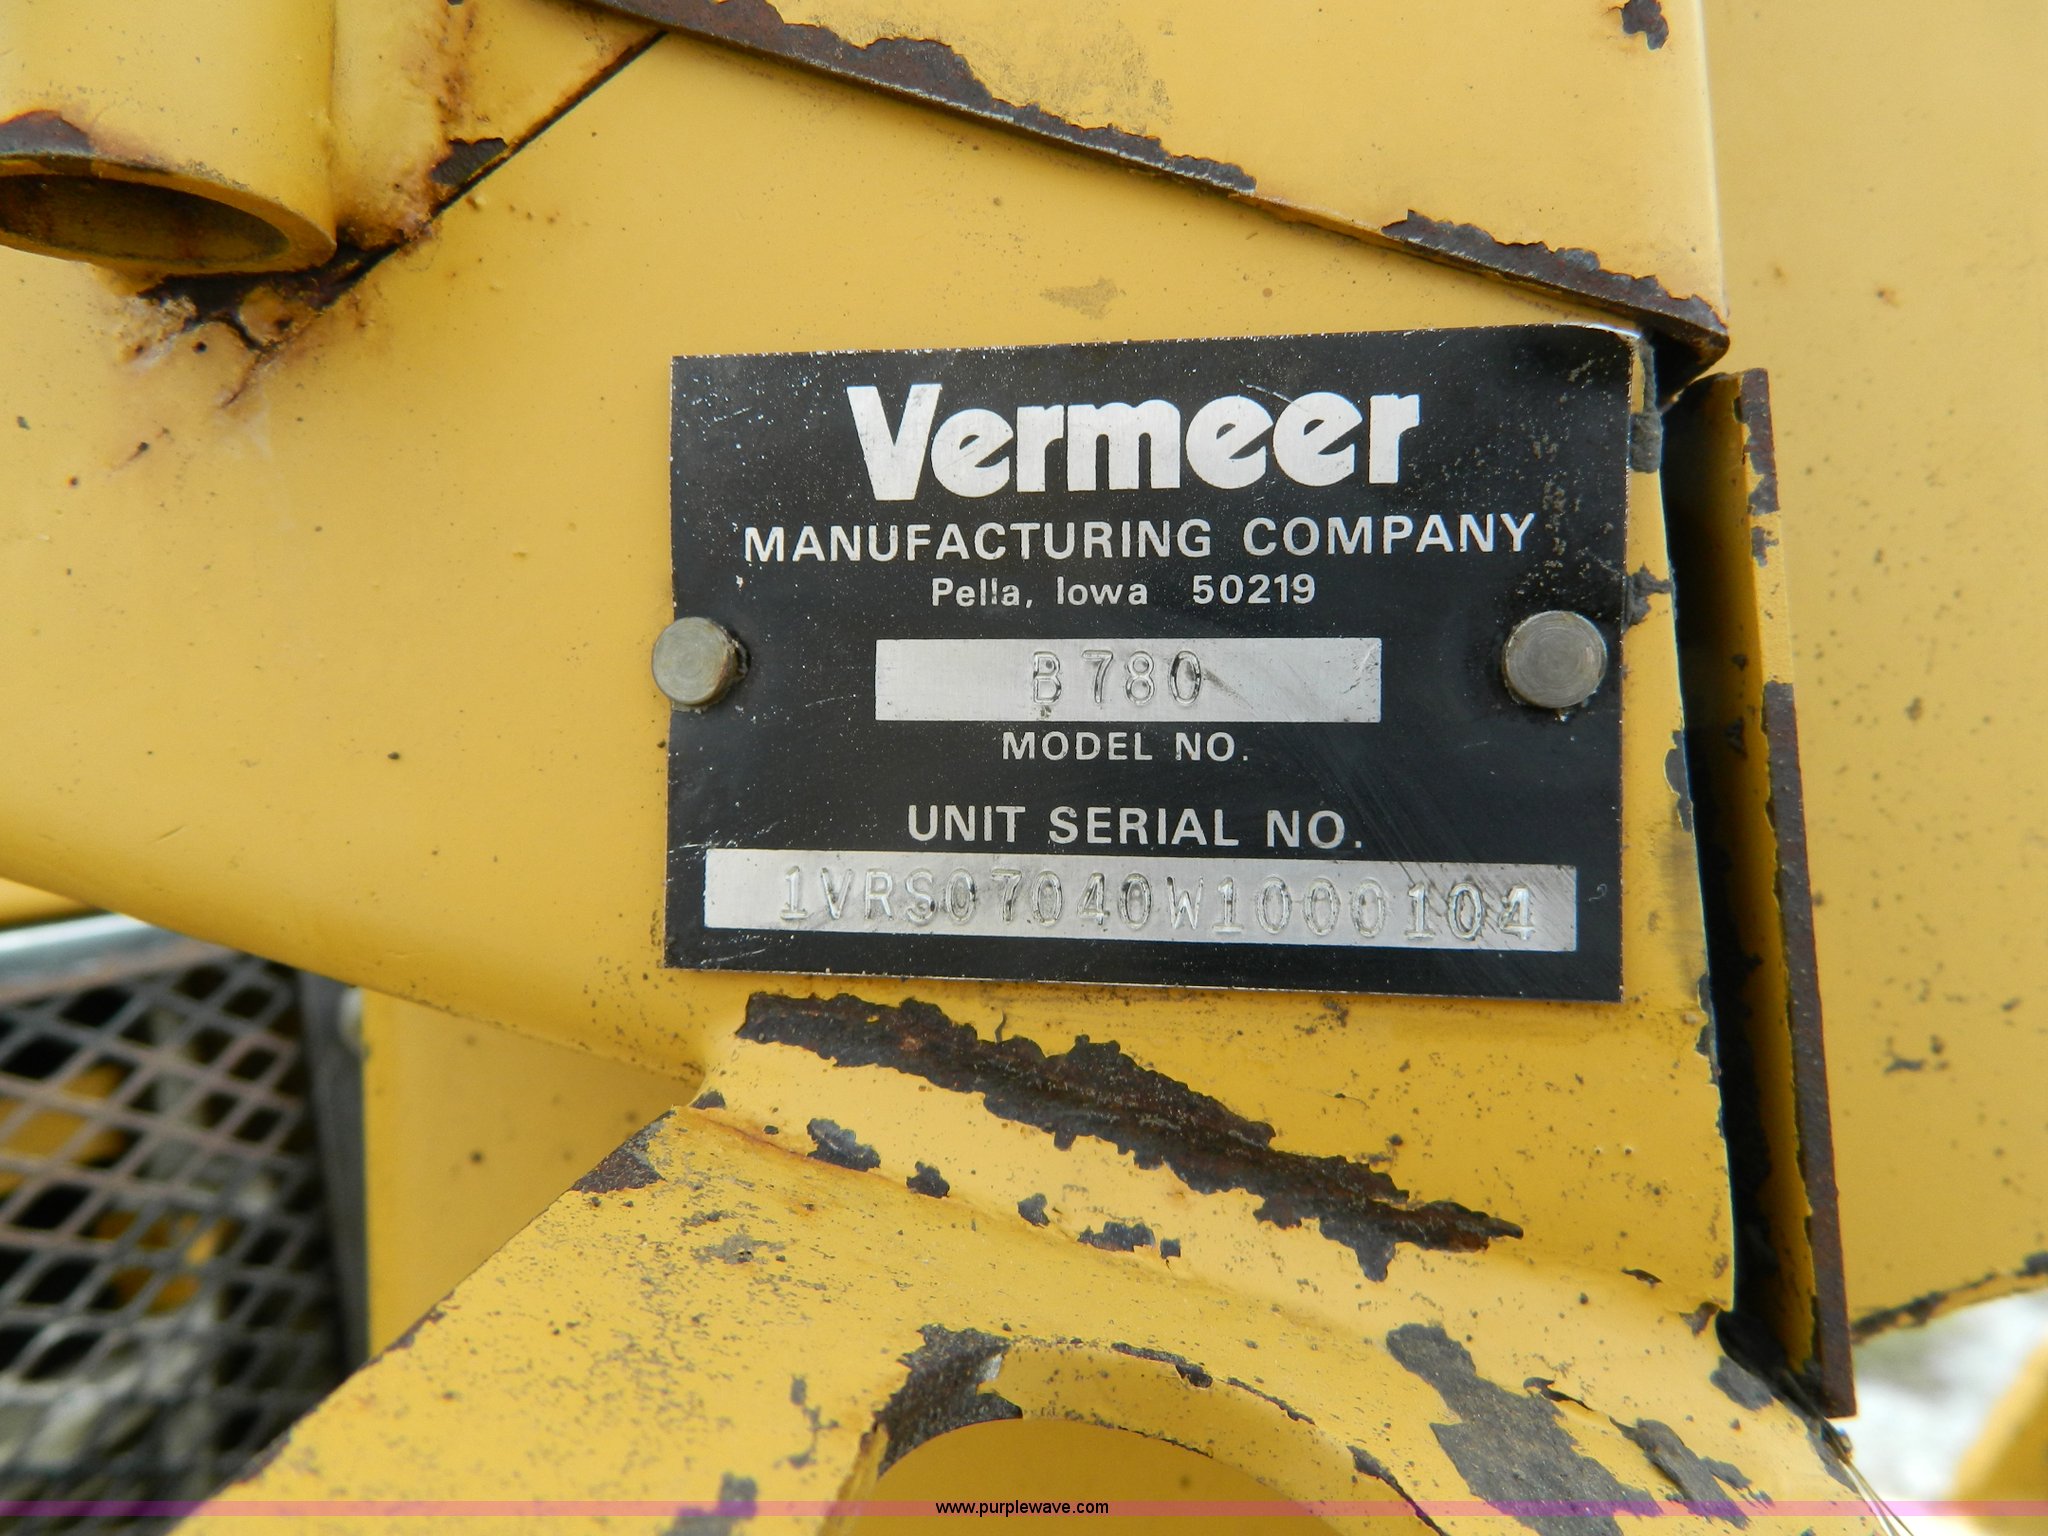 Vermeer
MANUFACTURING COMPANY
Pella, Iowa 50219
B780
MODEL NO.
UNIT SERIAL NO.
1VRS07040W1000104
www.purplewave.com